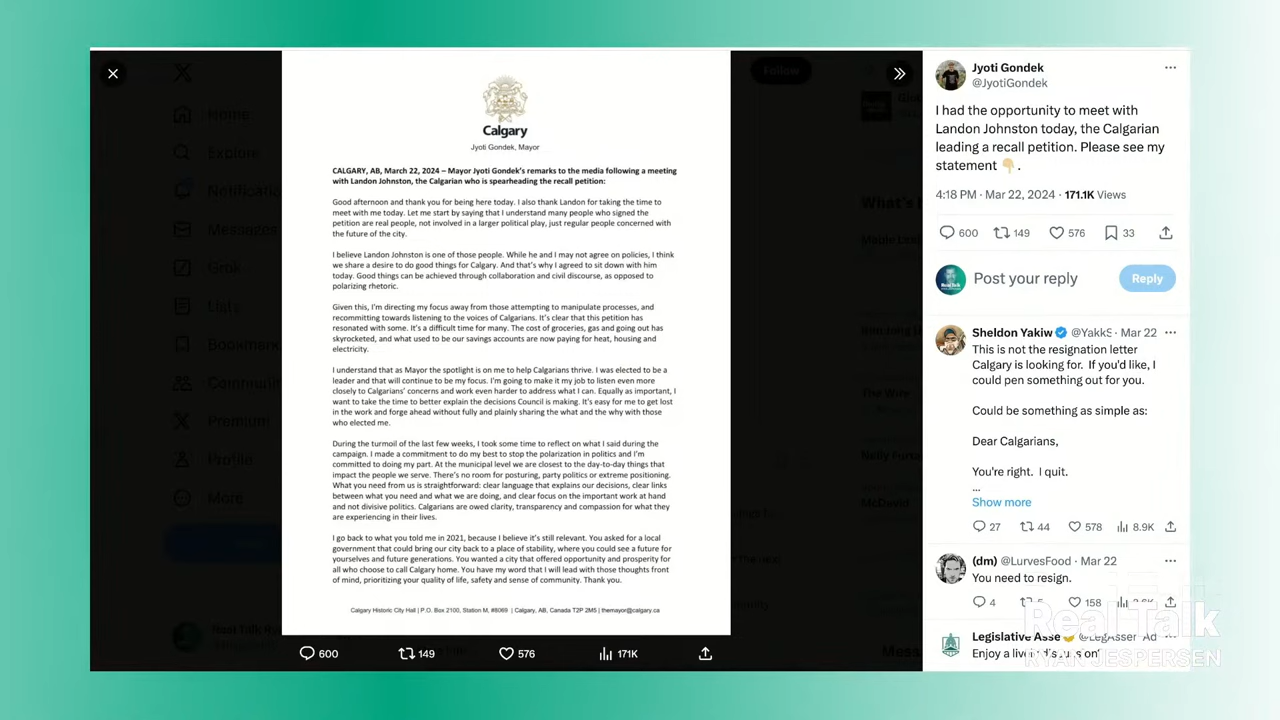 Calgary
Jyoti Gondek, Mayor
CALGARY, AB, March 22, 2024 – Mayor Jyoti Gondek's remarks to the media following a meeting
with Landon Johnston, the Calgarian who is spearheading the recall petition:
Good afternoon and thank you for being here today. I also thank Landon for taking the time to
meet with me today. Let me start by saying that I understand many people who signed the
petition are real people, not involved in a larger political play, just regular people concerned with
the future of the city.
I believe Landon Johnston is one of those people. While he and I may not agree on policies, I think
we share a desire to do good things for Calgary. And that's why I agreed to sit down with him
today. Good things can be achieved through collaboration and civil discourse, as opposed to
polarizing rhetoric.
Given this, I'm directing my focus away from those attempting to manipulate processes, and
recommitting towards listening to the voices of Calgarians. It's clear that this petition has
resonated with some. It's a difficult time for many. The cost of groceries, gas and going out has
skyrocketed, and what used to be our savings accounts are now paying for heat, housing and
electricity.
I understand that as Mayor the spotlight is on me to help Calgarians thrive. I was elected to be a
leader and that will continue to be my focus. I'm going to make it my job to listen even more
closely to Calgarians' concerns and work even harder to address what I can. Equally as important, I
want to take the time to better explain the decisions Council is making. It's easy for me to get lost
in the work and forge ahead without fully and plainly sharing the what and the why with those
who elected me.
During the turmoil of the last few weeks, I took some time to reflect on what I said during the
campaign. I made a commitment to do my best to stop the polarization in politics and I'm
committed to doing my part. At the municipal level we are closest to the day-to-day things that
impact the people we serve. There's no room for posturing, party politics or extreme positioning.
What you need from us is straightforward: clear language that explains our decisions, clear links
between what you need and what we are doing, and clear focus on the important work at hand
and not divisive politics. Calgarians are owed clarity, transparency and compassion for what they
are experiencing in their lives.
I go back to what you told me in 2021, because I believe it's still relevant. You asked for a local
government that could bring our city back to a place of stability, where you could see a future for
yourselves and future generations. You wanted a city that offered opportunity and prosperity for
all who choose to call Calgary home. You have my word that I will lead with those thoughts front
of mind, prioritizing your quality of life, safety and sense of community. Thank you.
Calgary Historic City Hall | P.O. Box 2100, Station M, #8069 | Calgary, AB, Canada T2P 2M5 | themayor@calgary.ca
600 149 576 171K
Home
Explore
Messages
Grok
Premium
Profile
More
Follow
Jyoti Gondek
@JyotiGondek
I had the opportunity to meet with
Landon Johnston today, the Calgarian
leading a recall petition. Please see my
statement 👇🏼.
4:18 PM · Mar 22, 2024 · 171.1K Views
600 149 576 33
Post your reply
Reply
Sheldon Yakiw @YakkS · Mar 22
This is not the resignation letter
Calgary is looking for. If you'd like, I
could pen something out for you.
Could be something as simple as:
Dear Calgarians,
You're right. I quit.
...
Show more
27 44 578 8.9K
(dm) @LurvesFood · Mar 22
You need to resign.
4 5 158
Legislative Asse @LegAsser Ad
Enjoy a live
Real Talk
RYAN JESPERSEN